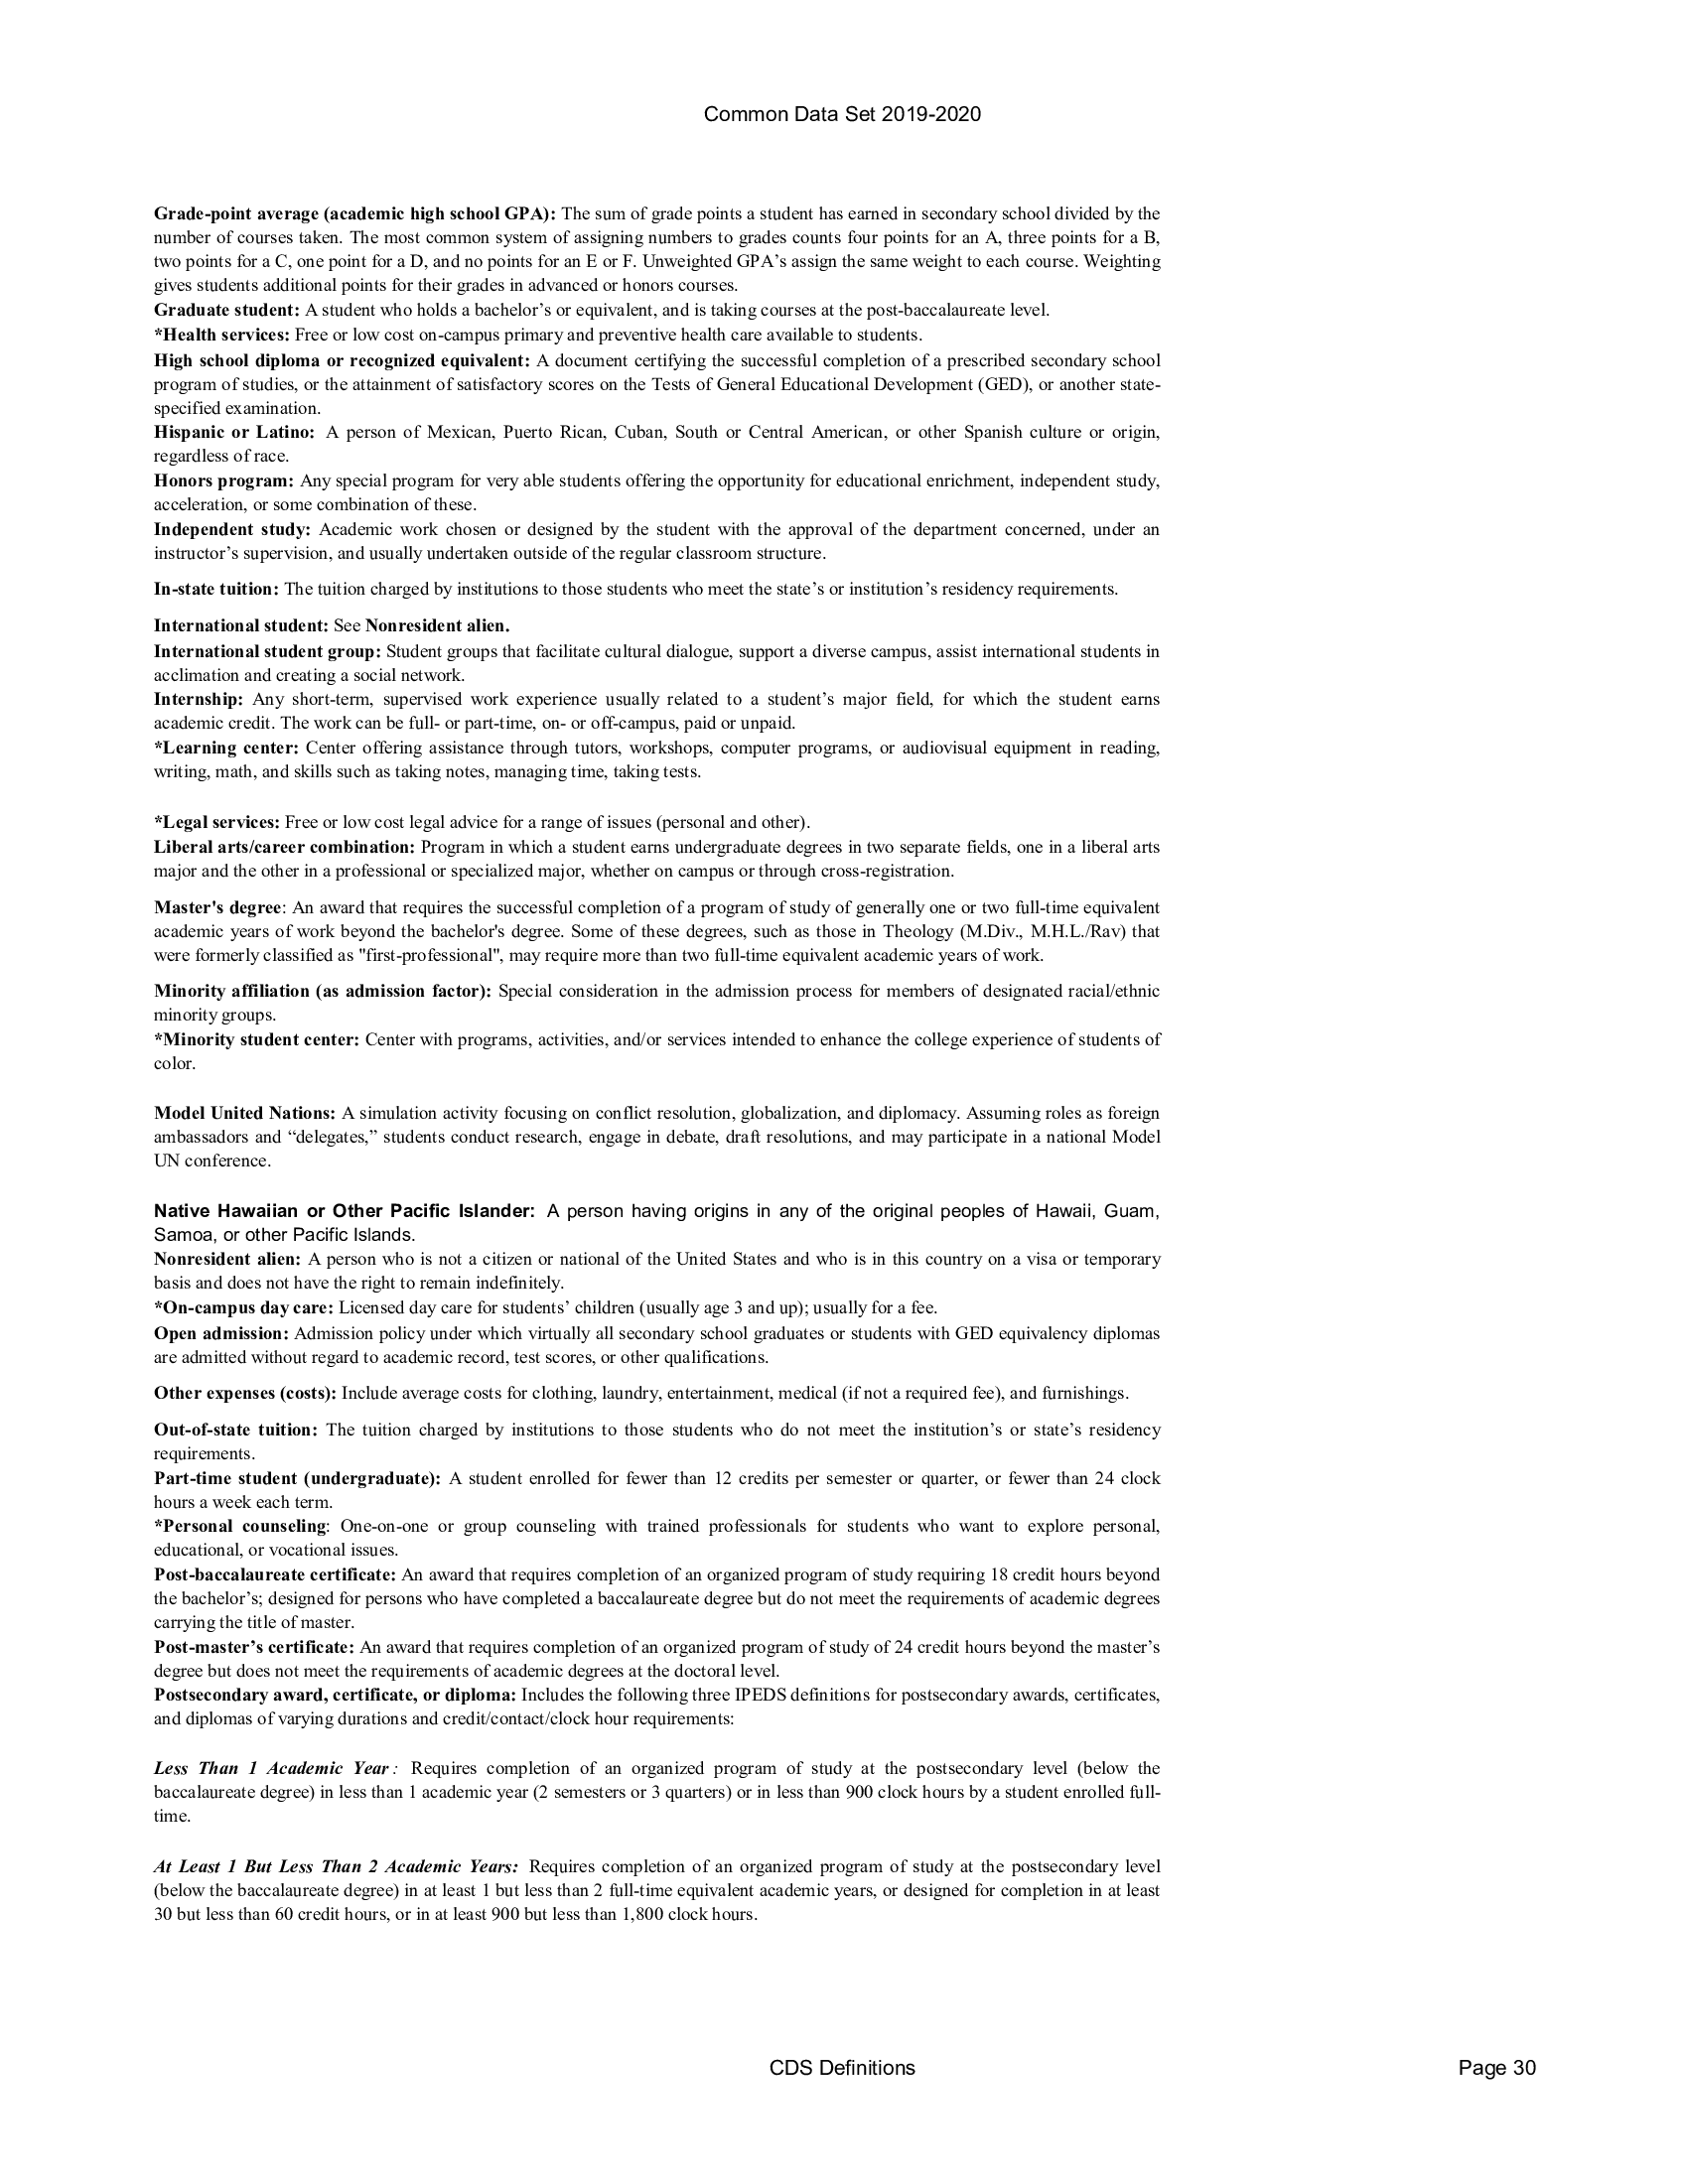 Common Data Set 2019-2020
Grade-point average (academic high school GPA): The sum of grade points a student has earned in secondary school divided by the
number of courses taken. The most common system of assigning numbers to grades counts four points for an A, three points for a B,
two points for a C, one point for a D, and no points for an E or F. Unweighted GPA’s assign the same weight to each course. Weighting
gives students additional points for their grades in advanced or honors courses.
Graduate student: A student who holds a bachelor’s or equivalent, and is taking courses at the post-baccalaureate level.
*Health services: Free or low cost on-campus primary and preventive health care available to students.
High school diploma or recognized equivalent: A document certifying the successful completion of a prescribed secondary school
program of studies, or the attainment of satisfactory scores on the Tests of General Educational Development (GED), or another state-
specified examination.
Hispanic or Latino: A person of Mexican, Puerto Rican, Cuban, South or Central American, or other Spanish culture or origin,
regardless of race.
Honors program: Any special program for very able students offering the opportunity for educational enrichment, independent study,
acceleration, or some combination of these.
Independent study: Academic work chosen or designed by the student with the approval of the department concerned, under an
instructor’s supervision, and usually undertaken outside of the regular classroom structure.
In-state tuition: The tuition charged by institutions to those students who meet the state’s or institution’s residency requirements.
International student: See Nonresident alien.
International student group: Student groups that facilitate cultural dialogue, support a diverse campus, assist international students in
acclimation and creating a social network.
Internship: Any short-term, supervised work experience usually related to a student’s major field, for which the student earns
academic credit. The work can be full- or part-time, on- or off-campus, paid or unpaid.
*Learning center: Center offering assistance through tutors, workshops, computer programs, or audiovisual equipment in reading,
writing, math, and skills such as taking notes, managing time, taking tests.
*Legal services: Free or low cost legal advice for a range of issues (personal and other).
Liberal arts/career combination: Program in which a student earns undergraduate degrees in two separate fields, one in a liberal arts
major and the other in a professional or specialized major, whether on campus or through cross-registration.
Master's degree: An award that requires the successful completion of a program of study of generally one or two full-time equivalent
academic years of work beyond the bachelor's degree. Some of these degrees, such as those in Theology (M.Div., M.H.L./Rav) that
were formerly classified as "first-professional", may require more than two full-time equivalent academic years of work.
Minority affiliation (as admission factor): Special consideration in the admission process for members of designated racial/ethnic
minority groups.
*Minority student center: Center with programs, activities, and/or services intended to enhance the college experience of students of
color.
Model United Nations: A simulation activity focusing on conflict resolution, globalization, and diplomacy. Assuming roles as foreign
ambassadors and “delegates,” students conduct research, engage in debate, draft resolutions, and may participate in a national Model
UN conference.
Native Hawaiian or Other Pacific Islander: A person having origins in any of the original peoples of Hawaii, Guam,
Samoa, or other Pacific Islands.
Nonresident alien: A person who is not a citizen or national of the United States and who is in this country on a visa or temporary
basis and does not have the right to remain indefinitely.
*On-campus day care: Licensed day care for students’ children (usually age 3 and up); usually for a fee.
Open admission: Admission policy under which virtually all secondary school graduates or students with GED equivalency diplomas
are admitted without regard to academic record, test scores, or other qualifications.
Other expenses (costs): Include average costs for clothing, laundry, entertainment, medical (if not a required fee), and furnishings.
Out-of-state tuition: The tuition charged by institutions to those students who do not meet the institution’s or state’s residency
requirements.
Part-time student (undergraduate): A student enrolled for fewer than 12 credits per semester or quarter, or fewer than 24 clock
hours a week each term.
*Personal counseling: One-on-one or group counseling with trained professionals for students who want to explore personal,
educational, or vocational issues.
Post-baccalaureate certificate: An award that requires completion of an organized program of study requiring 18 credit hours beyond
the bachelor’s; designed for persons who have completed a baccalaureate degree but do not meet the requirements of academic degrees
carrying the title of master.
Post-master’s certificate: An award that requires completion of an organized program of study of 24 credit hours beyond the master’s
degree but does not meet the requirements of academic degrees at the doctoral level.
Postsecondary award, certificate, or diploma: Includes the following three IPEDS definitions for postsecondary awards, certificates,
and diplomas of varying durations and credit/contact/clock hour requirements:
Less Than 1 Academic Year: Requires completion of an organized program of study at the postsecondary level (below the
baccalaureate degree) in less than 1 academic year (2 semesters or 3 quarters) or in less than 900 clock hours by a student enrolled full-
time.
At Least 1 But Less Than 2 Academic Years: Requires completion of an organized program of study at the postsecondary level
(below the baccalaureate degree) in at least 1 but less than 2 full-time equivalent academic years, or designed for completion in at least
30 but less than 60 credit hours, or in at least 900 but less than 1,800 clock hours.
CDS Definitions
Page 30